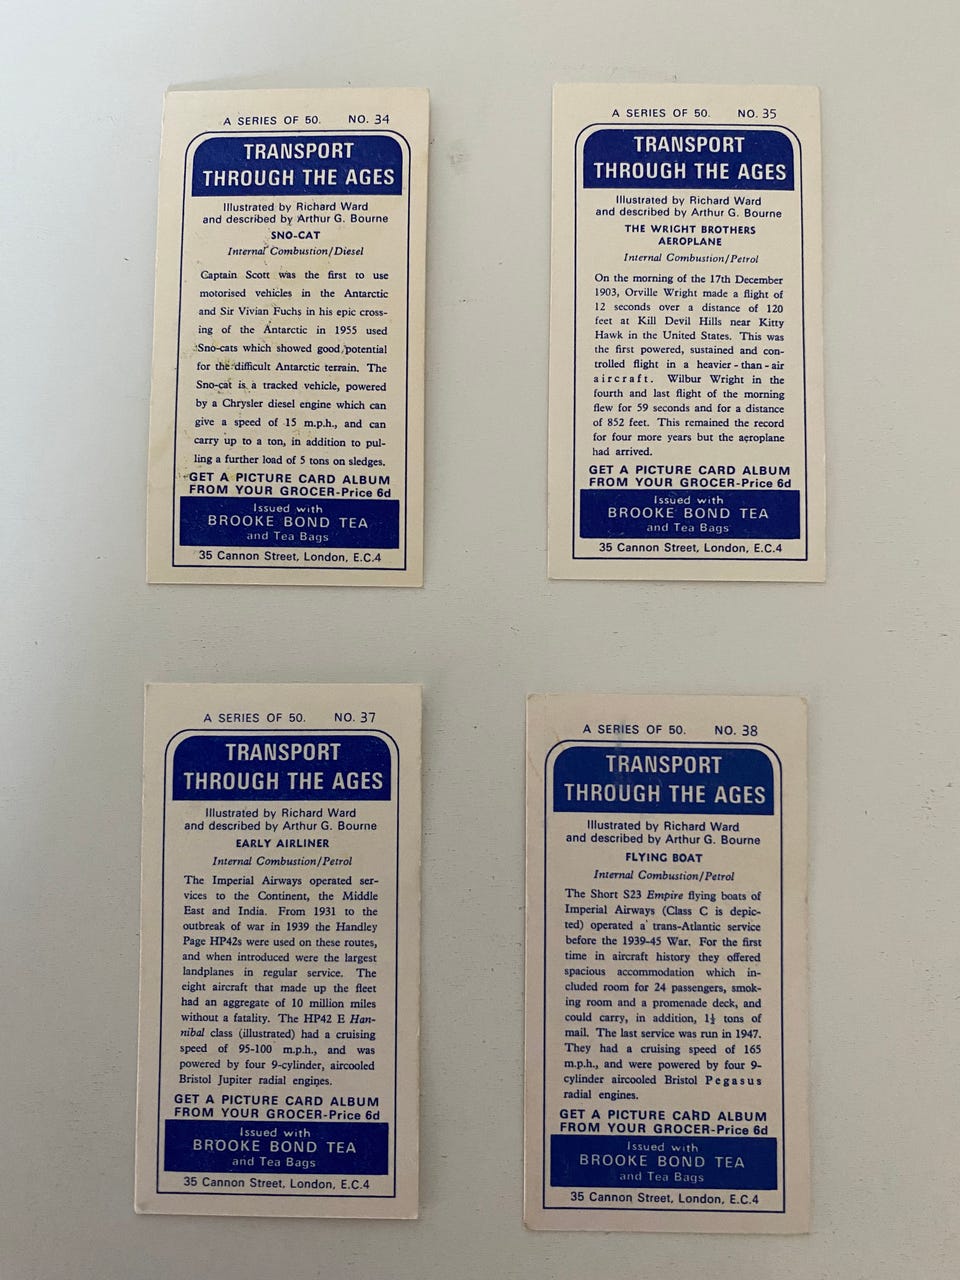 A SERIES OF 50. NO. 34
TRANSPORT
THROUGH THE AGES
Illustrated by Richard Ward
and described by Arthur G. Bourne
SNO-CAT
Internal Combustion/Diesel
Captain Scott was the first to use
motorised vehicles in the Antarctic
and Sir Vivian Fuchs in his epic cross-
ing of the Antarctic in 1955 used
Sno-cats which showed good potential
for the difficult Antarctic terrain. The
Sno-cat is a tracked vehicle, powered
by a Chrysler diesel engine which can
give a speed of 15 m.p.h., and can
carry up to a ton, in addition to pul-
ling a further load of 5 tons on sledges.
GET A PICTURE CARD ALBUM
FROM YOUR GROCER-Price 6d
Issued with
BROOKE BOND TEA
and Tea Bags
35 Cannon Street, London, E.C.4
A SERIES OF 50. NO. 35
TRANSPORT
THROUGH THE AGES
Illustrated by Richard Ward
and described by Arthur G. Bourne
THE WRIGHT BROTHERS
AEROPLANE
Internal Combustion/Petrol
On the morning of the 17th December
1903, Orville Wright made a flight of
12 seconds over a distance of 120
feet at Kill Devil Hills near Kitty
Hawk in the United States. This was
the first powered, sustained and con-
trolled flight in a heavier-than-air
aircraft. Wilbur Wright in the
fourth and last flight of the morning
flew for 59 seconds and for a distance
of 852 feet. This remained the record
for four more years but the aeroplane
had arrived.
GET A PICTURE CARD ALBUM
FROM YOUR GROCER-Price 6d
Issued with
BROOKE BOND TEA
and Tea Bags
35 Cannon Street, London, E.C.4
A SERIES OF 50. NO. 37
TRANSPORT
THROUGH THE AGES
Illustrated by Richard Ward
and described by Arthur G. Bourne
EARLY AIRLINER
Internal Combustion/Petrol
The Imperial Airways operated ser-
vices to the Continent, the Middle
East and India. From 1931 to the
outbreak of war in 1939 the Handley
Page HP42s were used on these routes,
and when introduced were the largest
landplanes in regular service. The
eight aircraft that made up the fleet
had an aggregate of 10 million miles
without a fatality. The HP42 E Han-
nibal class (illustrated) had a cruising
speed of 95-100 m.p.h., and was
powered by four 9-cylinder, aircooled
Bristol Jupiter radial engines.
GET A PICTURE CARD ALBUM
FROM YOUR GROCER-Price 6d
Issued with
BROOKE BOND TEA
and Tea Bags
35 Cannon Street, London, E.C.4
A SERIES OF 50. NO. 38
TRANSPORT
THROUGH THE AGES
Illustrated by Richard Ward
and described by Arthur G. Bourne
FLYING BOAT
Internal Combustion/Petrol
The Short S23 Empire flying boats of
Imperial Airways (Class C is depic-
ted) operated a trans-Atlantic service
before the 1939-45 War. For the first
time in aircraft history they offered
spacious accommodation which in-
cluded room for 24 passengers, smok-
ing room and a promenade deck, and
could carry, in addition, 1½ tons of
mail. The last service was run in 1947.
They had a cruising speed of 165
m.p.h., and were powered by four 9-
cylinder aircooled Bristol Pegasus
radial engines.
GET A PICTURE CARD ALBUM
FROM YOUR GROCER-Price 6d
Issued with
BROOKE BOND TEA
and Tea Bags
35 Cannon Street, London, E.C.4